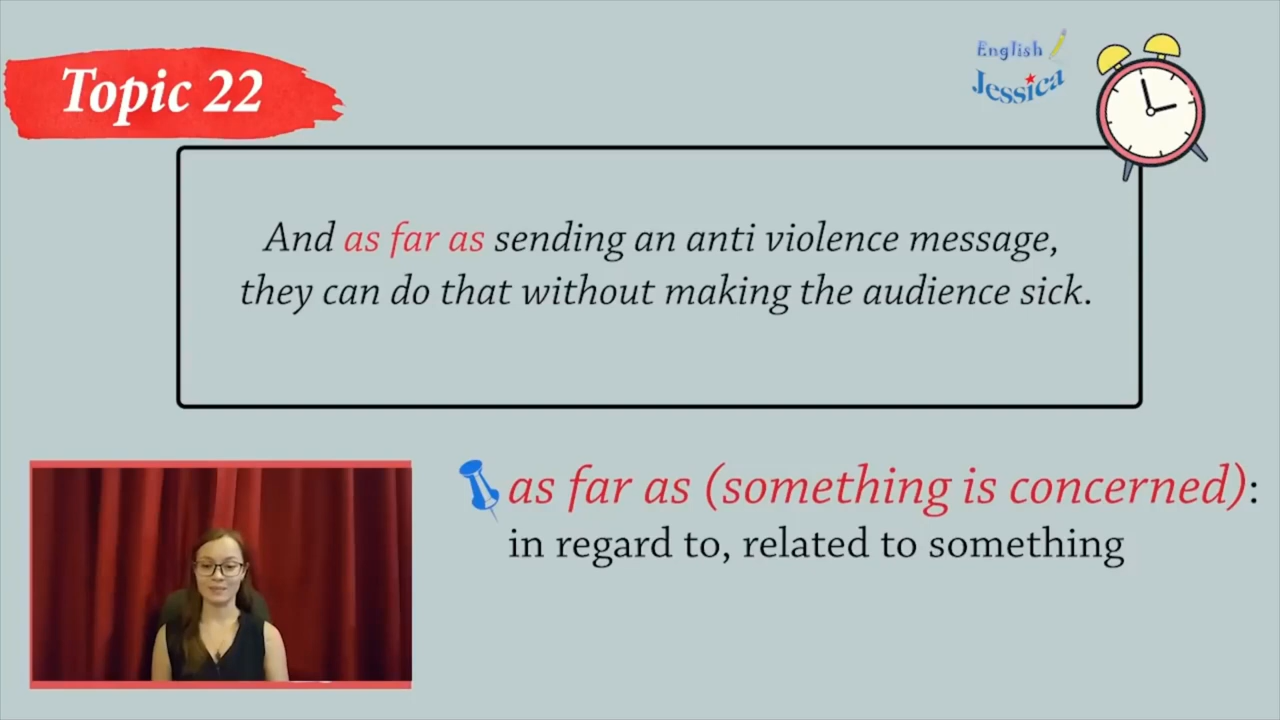 Topic 22
English
Jessica
And as far as sending an anti violence message,
they can do that without making the audience sick.
as far as (something is concerned):
in regard to, related to something